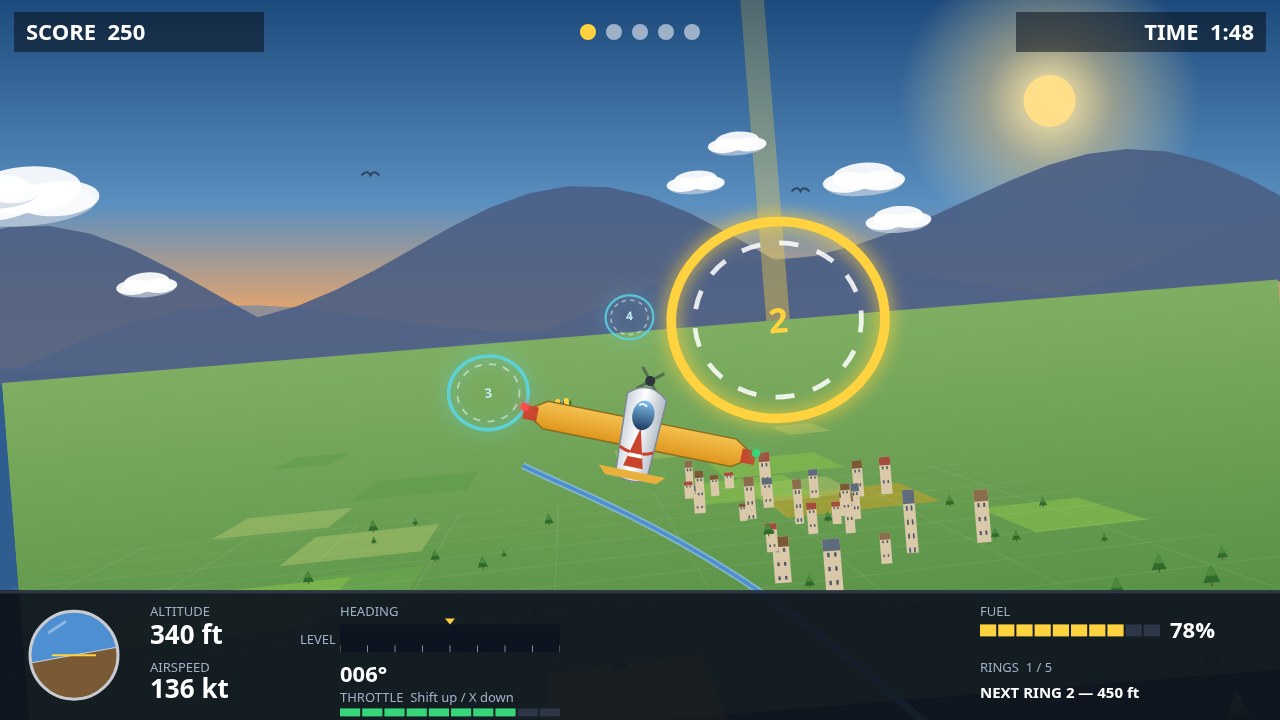 SCORE 250
TIME 1:48
2
4
3
ALTITUDE
340 ft
AIRSPEED
136 kt
HEADING
LEVEL
006°
THROTTLE Shift up / X down
FUEL
78%
RINGS 1 / 5
NEXT RING 2 — 450 ft